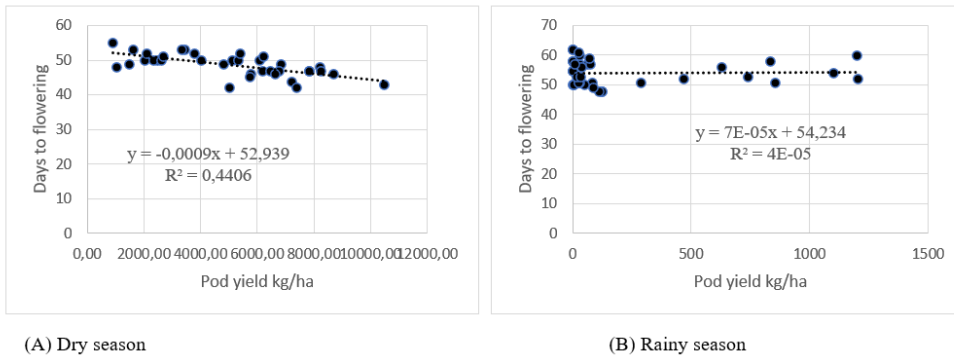 60
50
40
30
20
10
0
Days to flowering
y = -0,0009x + 52,939
R² = 0,4406
0,00 2000,00 4000,00 6000,00 8000,00 10000,00 12000,00
Pod yield kg/ha
(A) Dry season
70
60
50
40
30
20
10
0
Days to flowering
y = 7E-05x + 54,234
R² = 4E-05
0 500 1000 1500
Pod yield kg/ha
(B) Rainy season